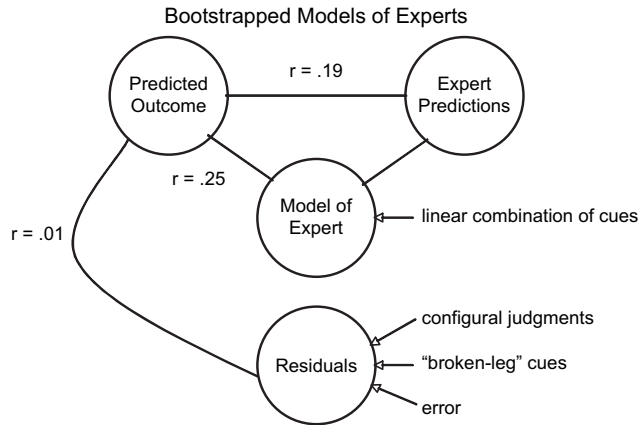 Bootstrapped Models of Experts
r = .19
Predicted
Outcome
Expert
Predictions
r = .25
Model of
Expert
linear combination of cues
r = .01
configural judgments
Residuals
“broken-leg” cues
error